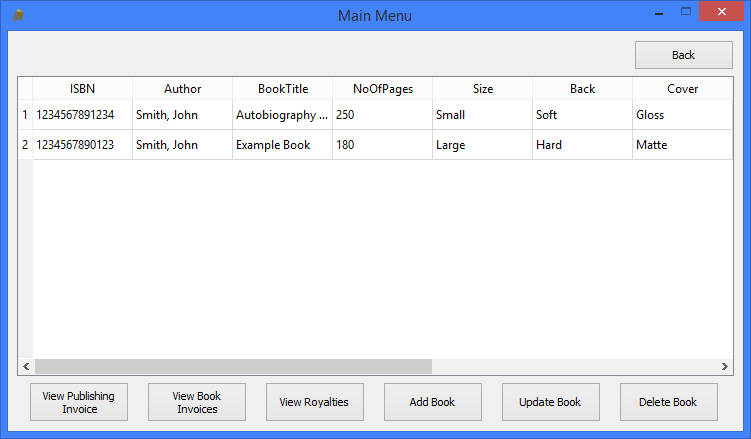 Main Menu
Back
ISBN Author BookTitle NoOfPages Size Back Cover
1 1234567891234 Smith, John Autobiography ... 250 Small Soft Gloss
2 1234567890123 Smith, John Example Book 180 Large Hard Matte
View Publishing Invoice
View Book Invoices
View Royalties
Add Book
Update Book
Delete Book